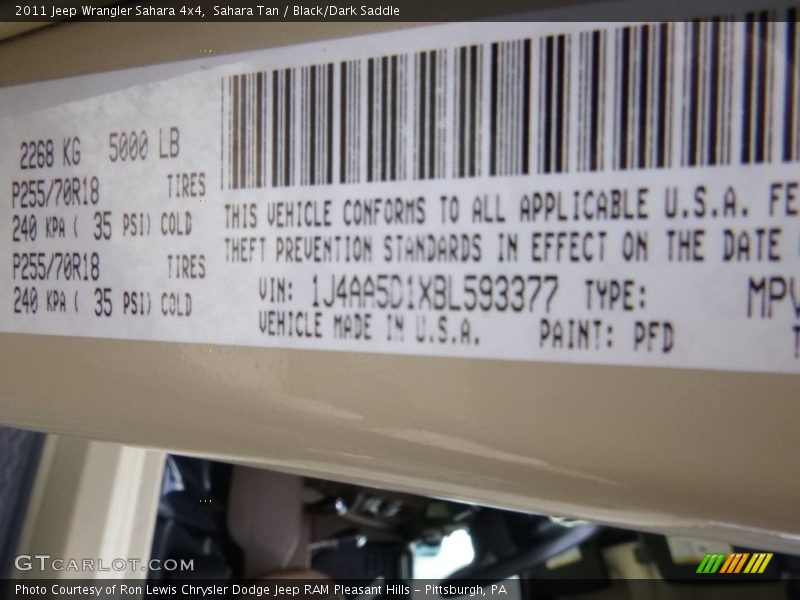 2011 Jeep Wrangler Sahara 4x4, Sahara Tan / Black/Dark Saddle
2268 KG 5000 LB
P255/70R18 TIRES
240 KPA ( 35 PSI) COLD
P255/70R18 TIRES
240 KPA ( 35 PSI) COLD
THIS VEHICLE CONFORMS TO ALL APPLICABLE U.S.A. FE
THEFT PREVENTION STANDARDS IN EFFECT ON THE DATE
VIN: 1J4AA5D1XBL593377 TYPE: MPV
VEHICLE MADE IN U.S.A. PAINT: PFD
GTCARLOT.COM
Photo Courtesy of Ron Lewis Chrysler Dodge Jeep RAM Pleasant Hills – Pittsburgh, PA